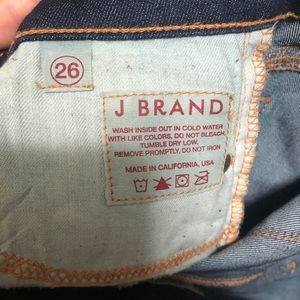 26
J BRAND
WASH INSIDE OUT IN COLD WATER
WITH LIKE COLORS, DO NOT BLEACH,
TUMBLE DRY LOW,
REMOVE PROMPTLY, DO NOT IRON
MADE IN CALIFORNIA, USA